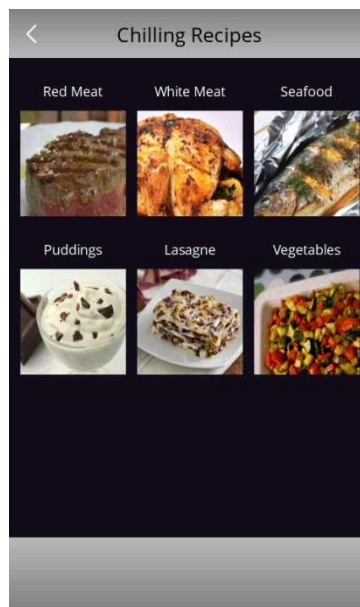 Chilling Recipes
Red Meat White Meat Seafood
Puddings Lasagne Vegetables